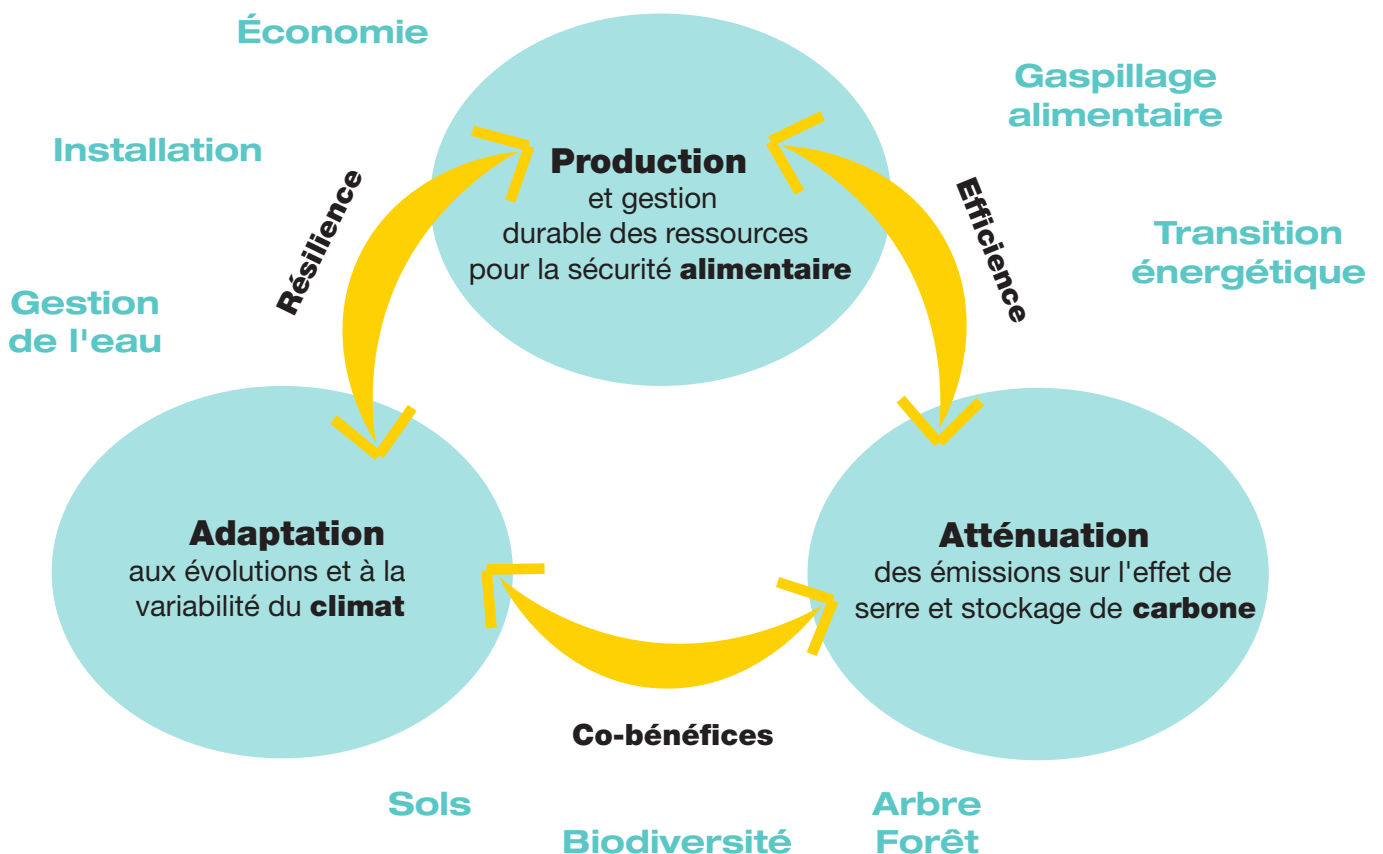 Économie
Gaspillage
alimentaire
Installation
Production
et gestion
durable des ressources
pour la sécurité alimentaire
Résilience
Efficience
Transition
énergétique
Gestion
de l'eau
Adaptation
aux évolutions et à la
variabilité du climat
Atténuation
des émissions sur l'effet de
serre et stockage de carbone
Co-bénéfices
Sols
Biodiversité
Arbre
Forêt